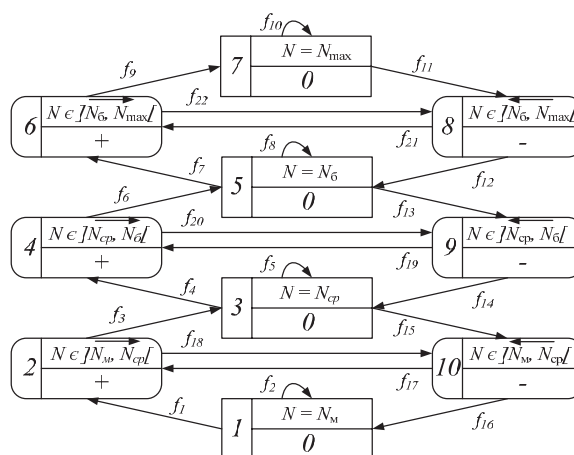 f10
7 N = Nmax
0
f9
f11
6 N ϵ ]Nб, Nmax[
+
f22
f21
8 N ϵ ]Nб, Nmax[
-
f7
f8
f12
5 N = Nб
0
f6
f13
f20
4 N ϵ ]Nср, Nб[
+
f19
9 N ϵ ]Nср, Nб[
-
f4
f5
f14
3 N = Nср
0
f3
f15
f18
2 N ϵ ]Nм, Nср[
+
f17
10 N ϵ ]Nм, Nср[
-
f1
f2
f16
1 N = Nм
0